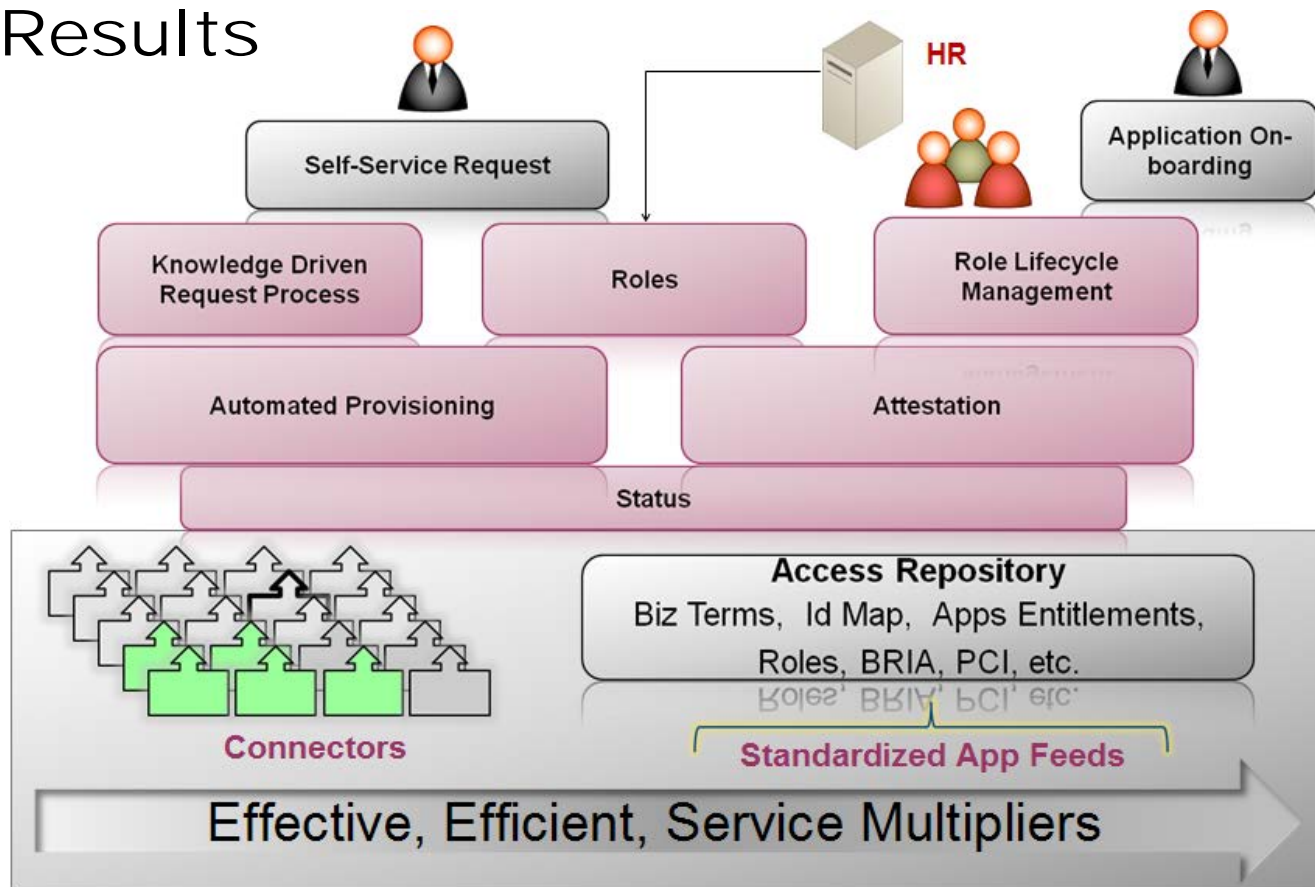 Results
HR
Self-Service Request
Application On-
boarding
Knowledge Driven
Request Process
Roles
Role Lifecycle
Management
Automated Provisioning
Attestation
Status
Access Repository
Biz Terms, Id Map, Apps Entitlements,
Roles, BRIA, PCI, etc.
Connectors
Standardized App Feeds
Effective, Efficient, Service Multipliers